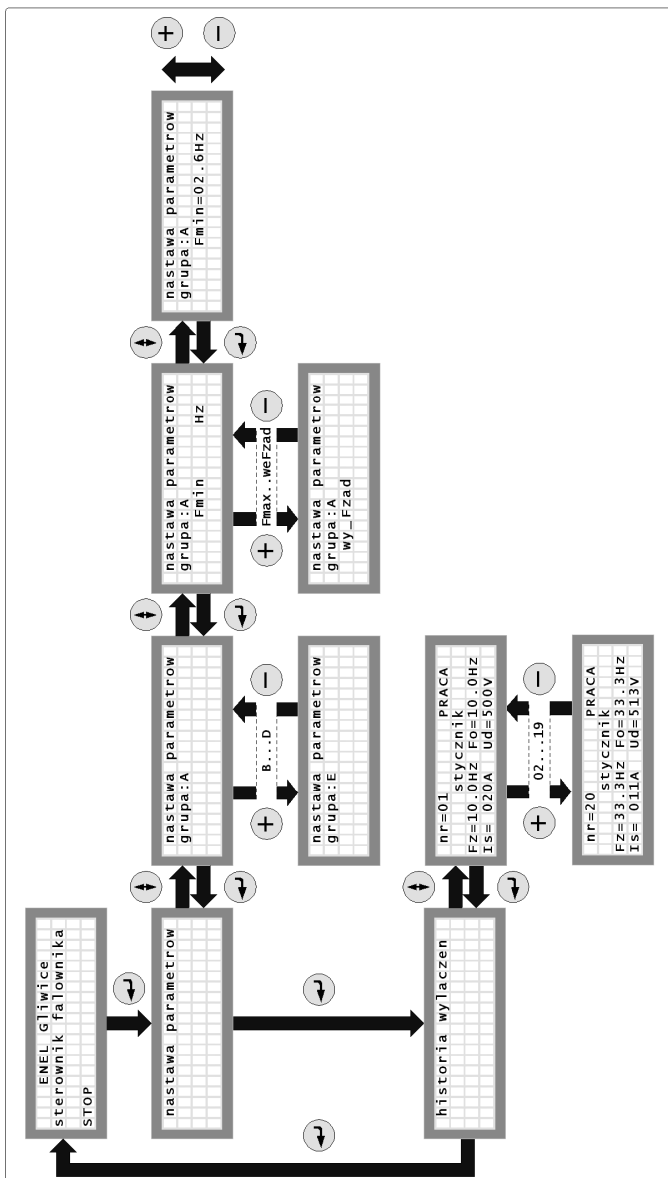 ENEL Gliwice
sterownik falownika
STOP
nastawa parametrow
nastawa parametrow
grupa:A
+
B...D
−
nastawa parametrow
grupa:E
nastawa parametrow
grupa:A
Fmin Hz
+
Fmax..weFzad
−
nastawa parametrow
grupa:A
wy_Fzad
nastawa parametrow
grupa:A
Fmin=02.6Hz
+
−
historia wylaczen
nr=01 PRACA
stycznik
Fz=10.0Hz Fo=10.0Hz
Is= 020A Ud=500V
+
02...19
−
nr=20 PRACA
stycznik
Fz=33.3Hz Fo=33.3Hz
Is= 011A Ud=513V